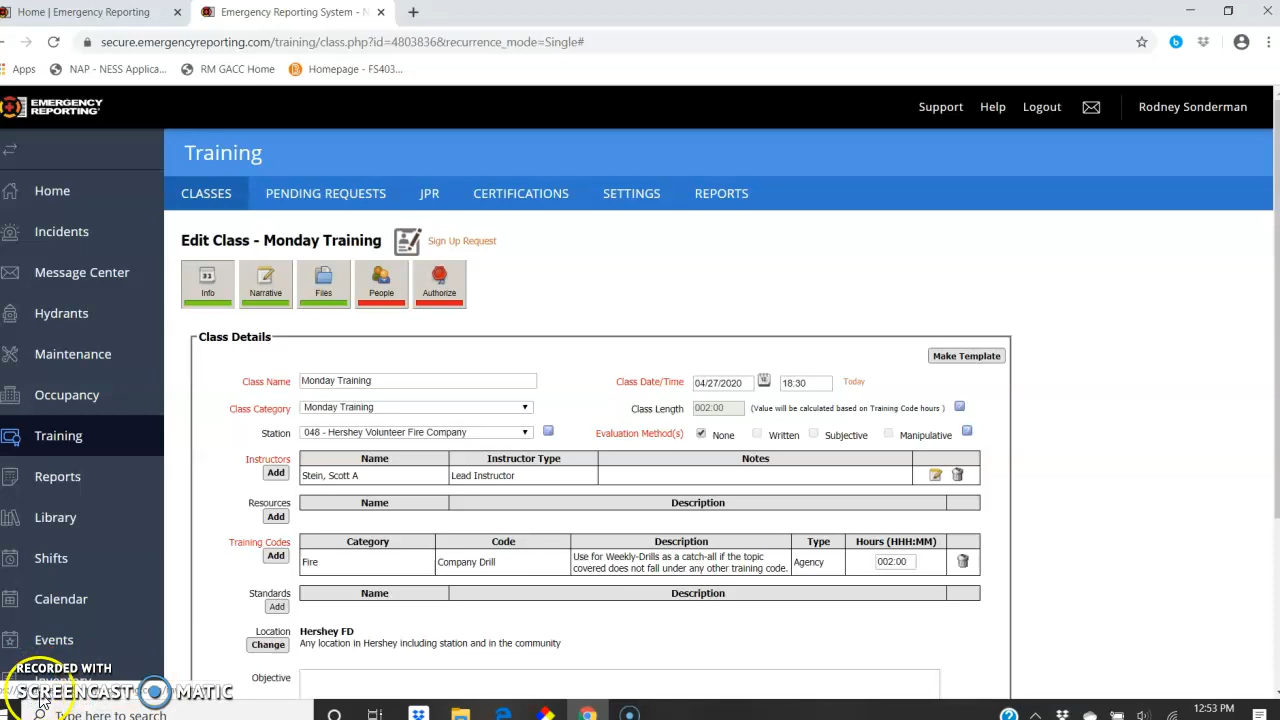 Home | Emergency Reporting
Emergency Reporting System - N
secure.emergencyreporting.com/training/class.php?id=4803836&recurrence_mode=Single#
Apps
NAP - NESS Applica...
RM GACC Home
Homepage - FS403...
EMERGENCY
REPORTING
Support
Help
Logout
Rodney Sonderman
Training
CLASSES
PENDING REQUESTS
JPR
CERTIFICATIONS
SETTINGS
REPORTS
Home
Incidents
Message Center
Hydrants
Maintenance
Occupancy
Training
Reports
Library
Shifts
Calendar
Events
Inventory
Edit Class - Monday Training
Sign Up Request
Info
Narrative
Files
People
Authorize
Class Details
Make Template
Class Name Monday Training
Class Date/Time 04/27/2020 18:30 Today
Class Category Monday Training
Class Length 002:00 (Value will be calculated based on Training Code hours )
Station 048 - Hershey Volunteer Fire Company
Evaluation Method(s) None Written Subjective Manipulative
Instructors Name Instructor Type Notes
Add Stein, Scott A Lead Instructor
Resources Name Description
Add
Training Codes Category Code Description Type Hours (HHH:MM)
Add Fire Company Drill Use for Weekly-Drills as a catch-all if the topic covered does not fall under any other training code. Agency 002:00
Standards Name Description
Add
Location Hershey FD
Change Any location in Hershey including station and in the community
Objective
RECORDED WITH
SCREENCAST MATIC
Type here to search
12:53 PM